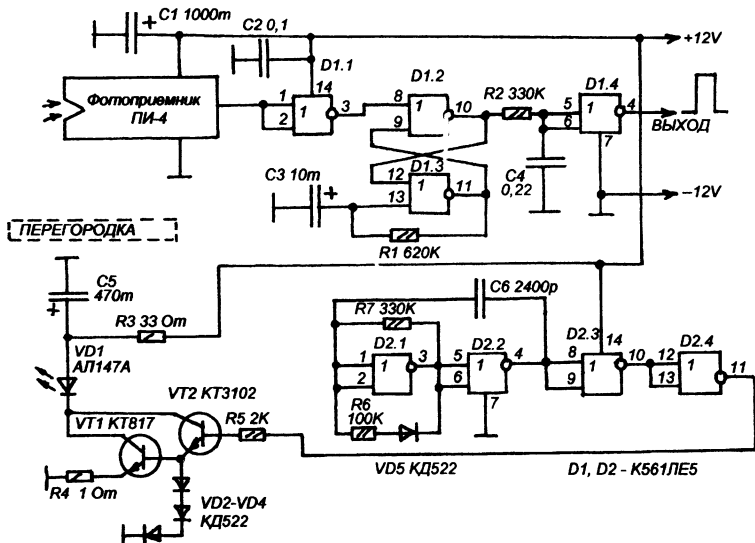 C1 1000m
C2 0,1
+12V
D1.1
D1.2
D1.4
Фотоприемник
ПИ-4
14
1
2
1
3
8
9
1
10
R2 330K
5
6
1
4
7
ВЫХОД
C4
0,22
–12V
D1.3
12
13
1
11
C3 10m
R1 620K
ПЕРЕГОРОДКА
C5
470m
R3 33 Om
VD1
АЛ147А
C6 2400p
R7 330K
D2.1
D2.2
D2.3
D2.4
1
2
1
3
5
6
1
4
7
8
9
14
1
10
12
13
1
11
R6
100K
VD5 КД522
D1, D2 - К561ЛЕ5
VT2 КТ3102
VT1 КТ817
R5 2K
R4 1 Om
VD2-VD4
КД522